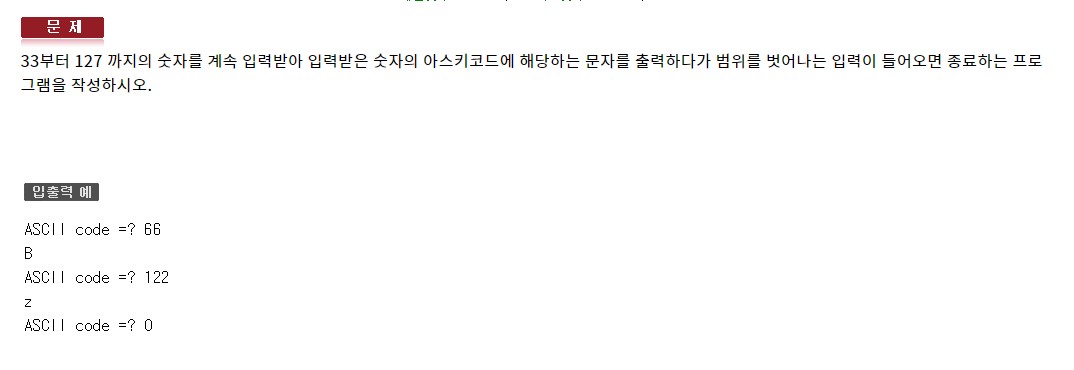 문 제
33부터 127 까지의 숫자를 계속 입력받아 입력받은 숫자의 아스키코드에 해당하는 문자를 출력하다가 범위를 벗어나는 입력이 들어오면 종료하는 프로
그램을 작성하시오.
입출력 예
ASCII code =? 66
B
ASCII code =? 122
z
ASCII code =? 0